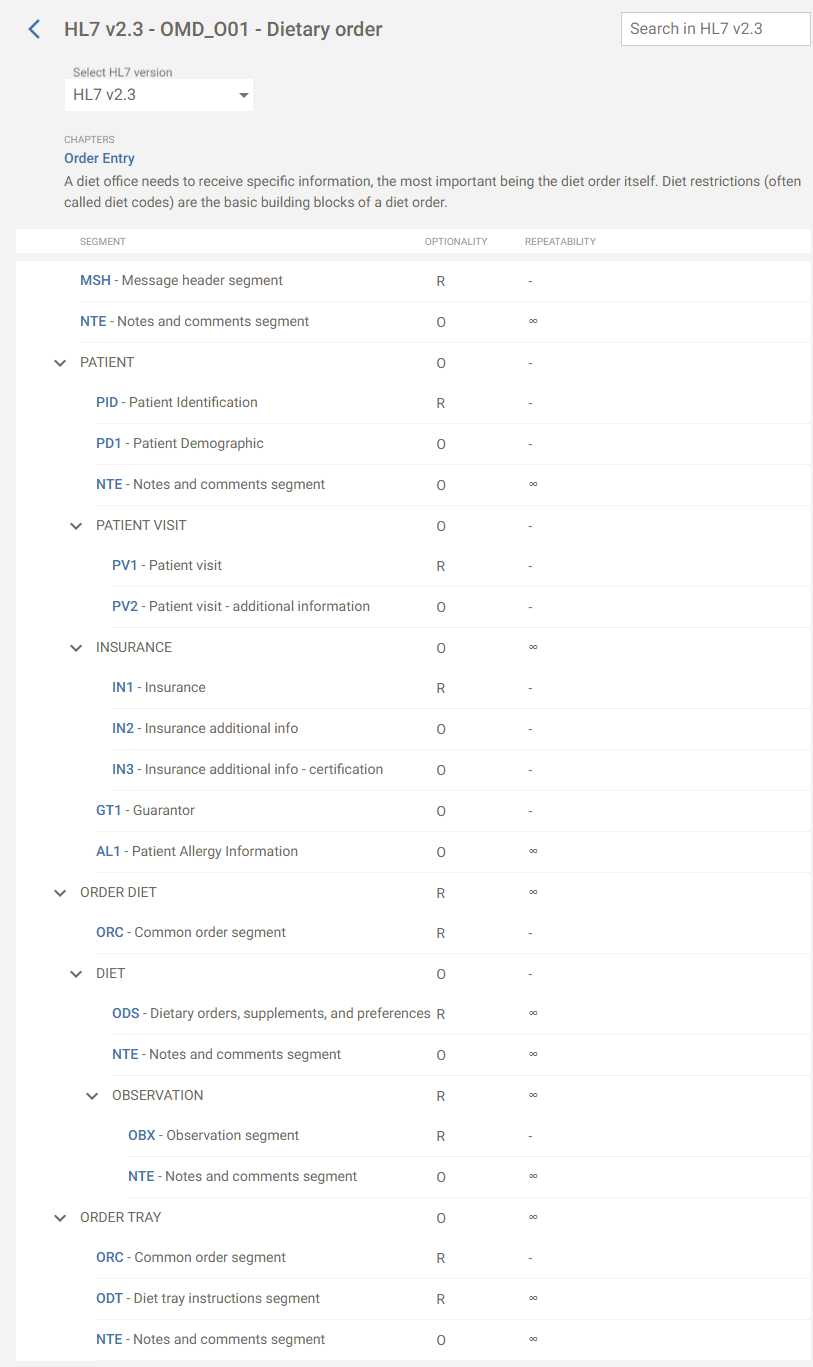 HL7 v2.3 - OMD_O01 - Dietary order
Search in HL7 v2.3
Select HL7 version
HL7 v2.3
CHAPTERS
Order Entry
A diet office needs to receive specific information, the most important being the diet order itself. Diet restrictions (often
called diet codes) are the basic building blocks of a diet order.
SEGMENT OPTIONALITY REPEATABILITY
MSH - Message header segment R -
NTE - Notes and comments segment O ∞
PATIENT O -
PID - Patient Identification R -
PD1 - Patient Demographic O -
NTE - Notes and comments segment O ∞
PATIENT VISIT O -
PV1 - Patient visit R -
PV2 - Patient visit - additional information O -
INSURANCE O ∞
IN1 - Insurance R -
IN2 - Insurance additional info O -
IN3 - Insurance additional info - certification O -
GT1 - Guarantor O -
AL1 - Patient Allergy Information O ∞
ORDER DIET R ∞
ORC - Common order segment R -
DIET O -
ODS - Dietary orders, supplements, and preferences R ∞
NTE - Notes and comments segment O ∞
OBSERVATION R ∞
OBX - Observation segment R -
NTE - Notes and comments segment O ∞
ORDER TRAY O ∞
ORC - Common order segment R -
ODT - Diet tray instructions segment R ∞
NTE - Notes and comments segment O ∞